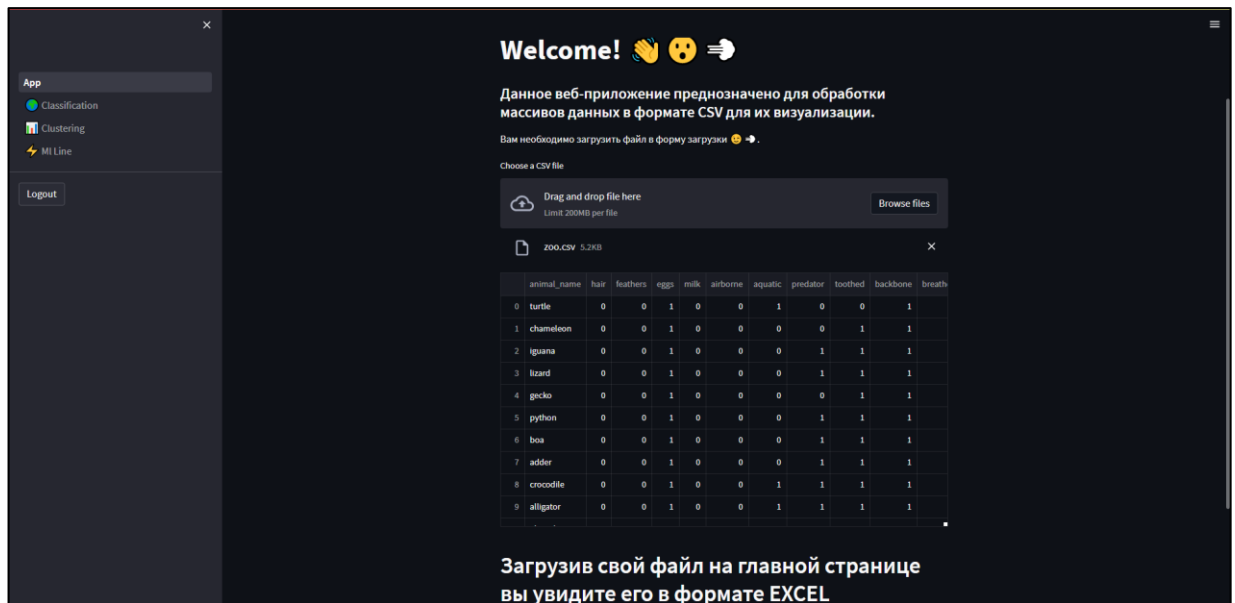 ×
App
Classification
Clustering
Ml Line
Logout
Welcome! 👋 😮 💨
Данное веб-приложение преднозначено для обработки
массивов данных в формате CSV для их визуализации.
Вам необходимо загрузить файл в форму загрузки
Choose a CSV file
Drag and drop file here
Limit 200MB per file
Browse files
zoo.csv 5.2KB ×
animal_name hair feathers eggs milk airborne aquatic predator toothed backbone breath
0 turtle 0 0 1 0 0 1 0 0 1
1 chameleon 0 0 1 0 0 0 0 1 1
2 iguana 0 0 1 0 0 0 1 1 1
3 lizard 0 0 1 0 0 0 1 1 1
4 gecko 0 0 1 0 0 0 0 1 1
5 python 0 0 1 0 0 0 1 1 1
6 boa 0 0 1 0 0 0 1 1 1
7 adder 0 0 1 0 0 0 1 1 1
8 crocodile 0 0 1 0 0 1 1 1 1
9 alligator 0 0 1 0 0 1 1 1 1
Загрузив свой файл на главной странице
вы увидите его в формате EXCEL